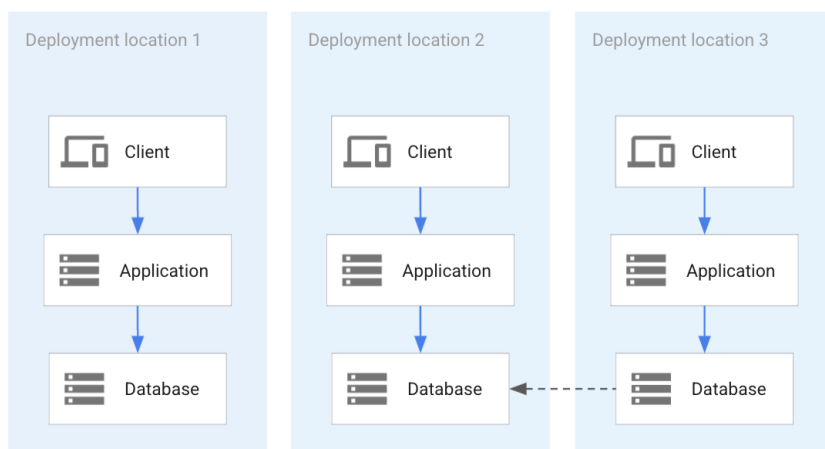 Deployment location 1
Client
Application
Database
Deployment location 2
Client
Application
Database
Deployment location 3
Client
Application
Database